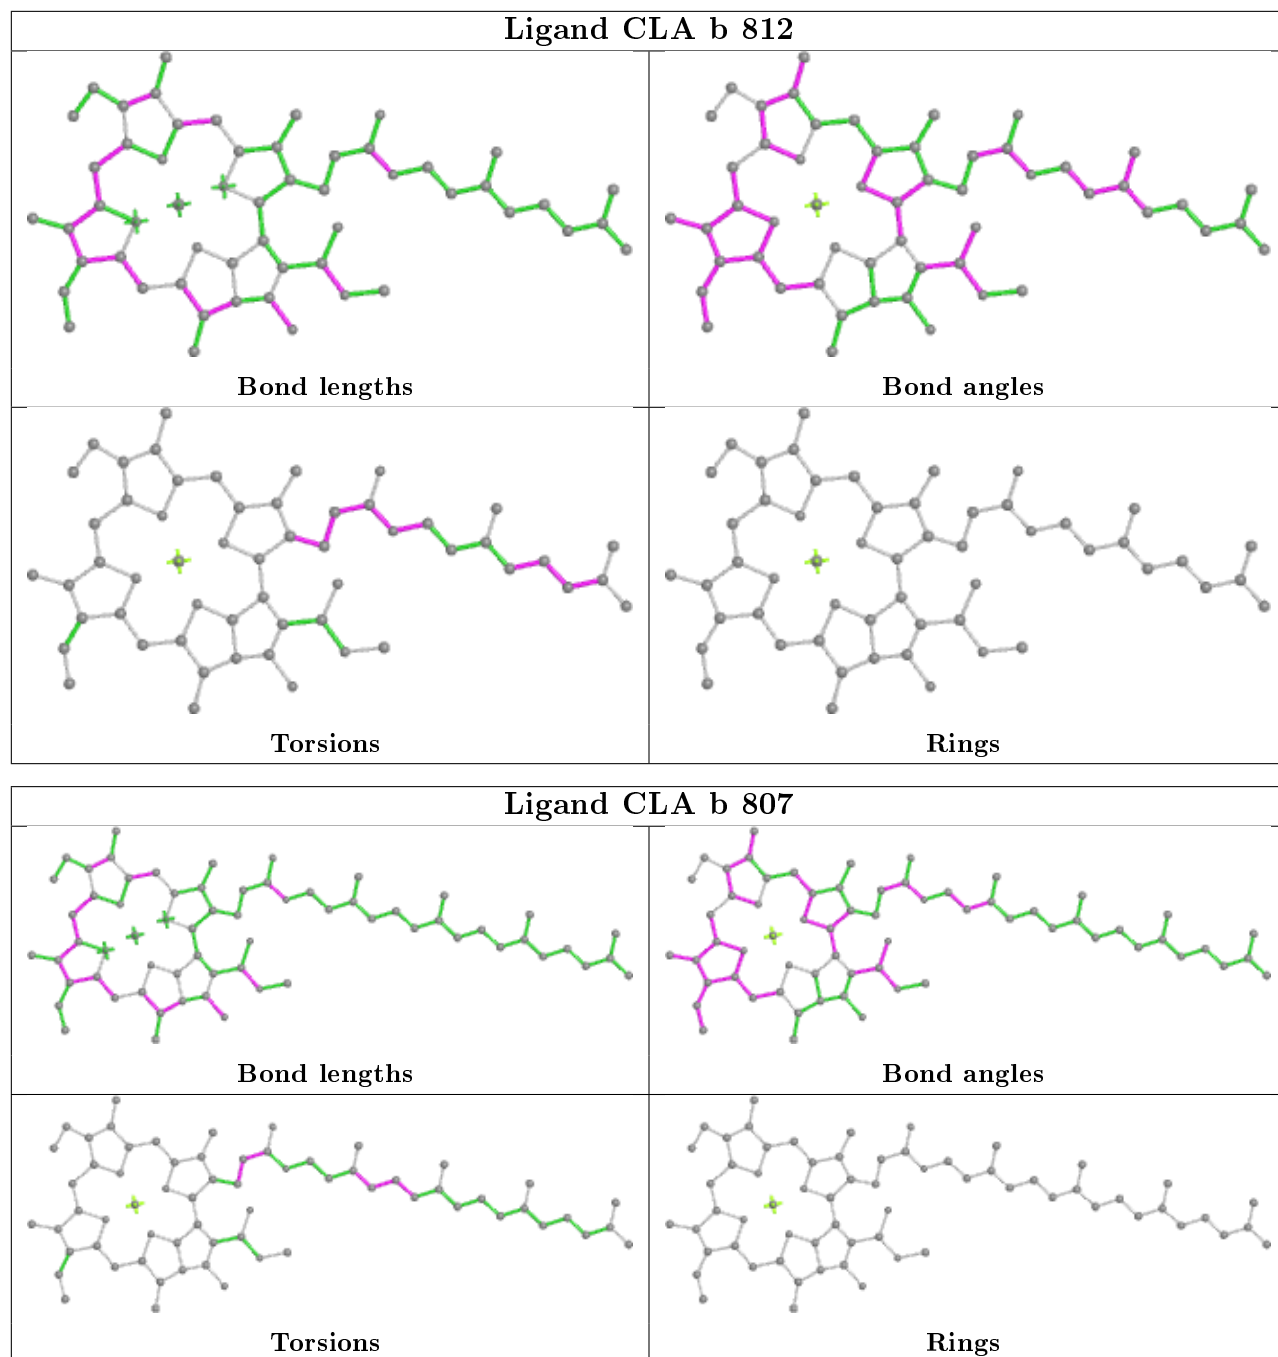 Ligand CLA b 812
Bond lengths
Bond angles
Torsions
Rings
Ligand CLA b 807
Bond lengths
Bond angles
Torsions
Rings